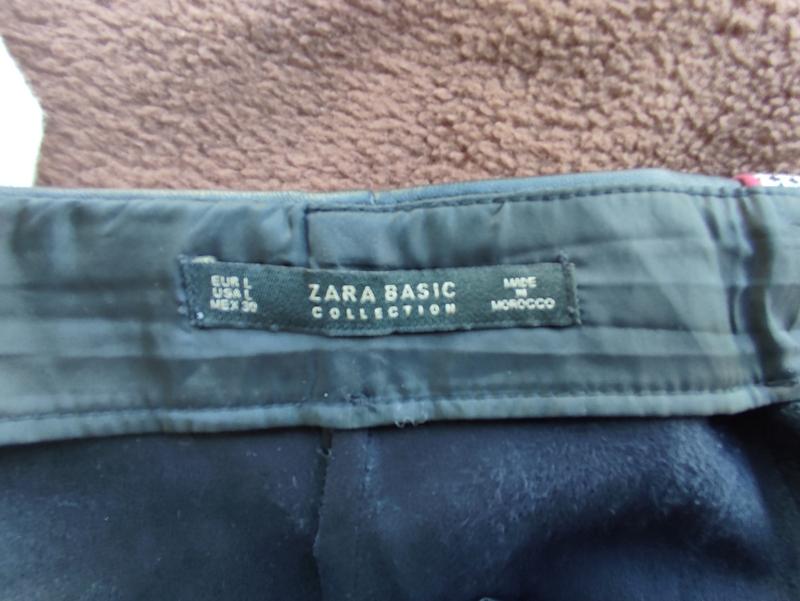 EUR L
USA L
MEX 30
ZARA BASIC
COLLECTION
MADE
IN
MOROCCO